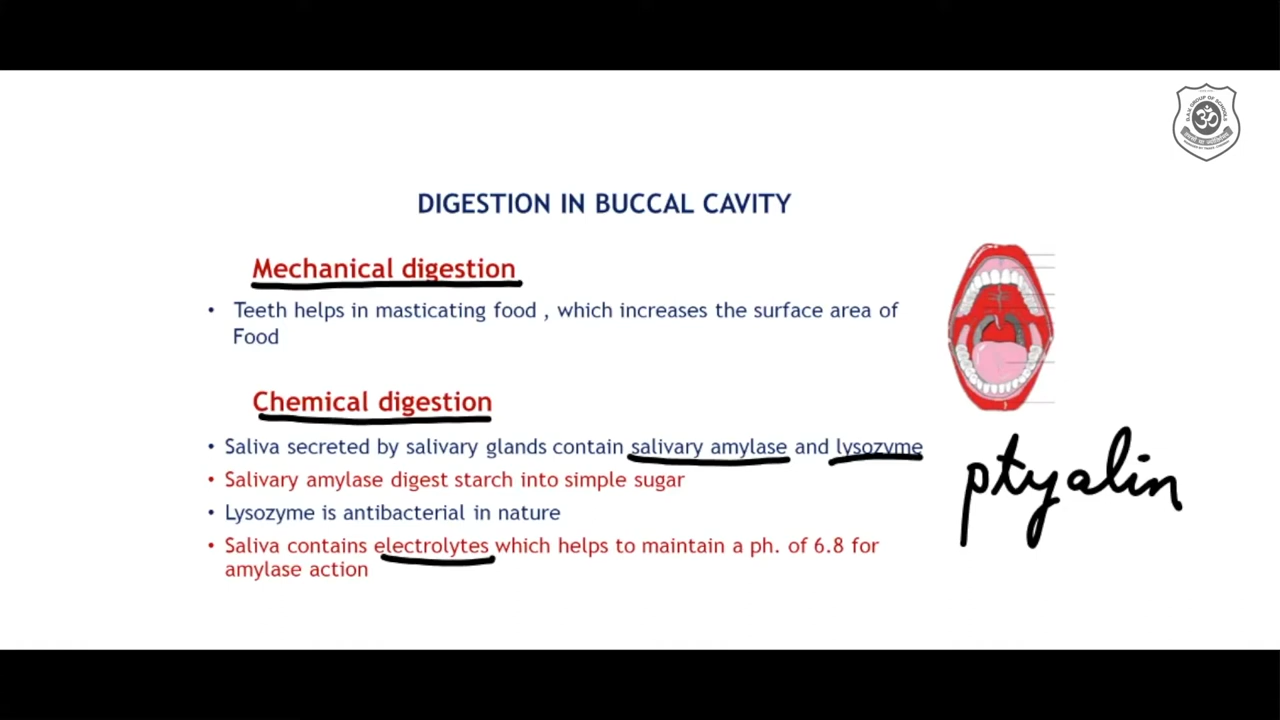 D.A.V GROUP OF SCHOOLS
DIGESTION IN BUCCAL CAVITY
Mechanical digestion
• Teeth helps in masticating food , which increases the surface area of
Food
Chemical digestion
• Saliva secreted by salivary glands contain salivary amylase and lysozyme
• Salivary amylase digest starch into simple sugar
• Lysozyme is antibacterial in nature
• Saliva contains electrolytes which helps to maintain a ph. of 6.8 for
amylase action
ptyalin